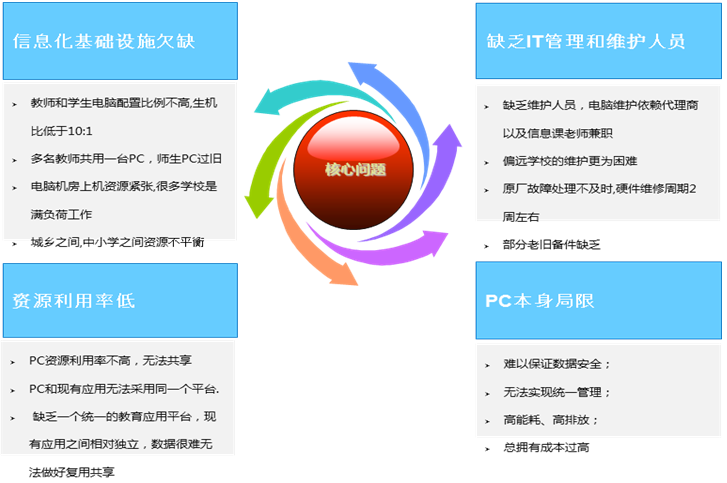 信息化基础设施欠缺
教师和学生电脑配置比例不高,生机
比低于10:1
多名教师共用一台PC，师生PC过旧
电脑机房上机资源紧张,很多学校是
满负荷工作
城乡之间,中小学之间资源不平衡
缺乏IT管理和维护人员
缺乏维护人员，电脑维护依赖代理商
以及信息课老师兼职
偏远学校的维护更为困难
原厂故障处理不及时,硬件维修周期2
周左右
部分老旧备件缺乏
核心问题
资源利用率低
PC资源利用率不高，无法共享
PC和现有应用无法采用同一个平台.
缺乏一个统一的教育应用平台，现
有应用之间相对独立，数据很难无
法做好复用共享
PC本身局限
难以保证数据安全；
无法实现统一管理；
高能耗、高排放；
总拥有成本过高